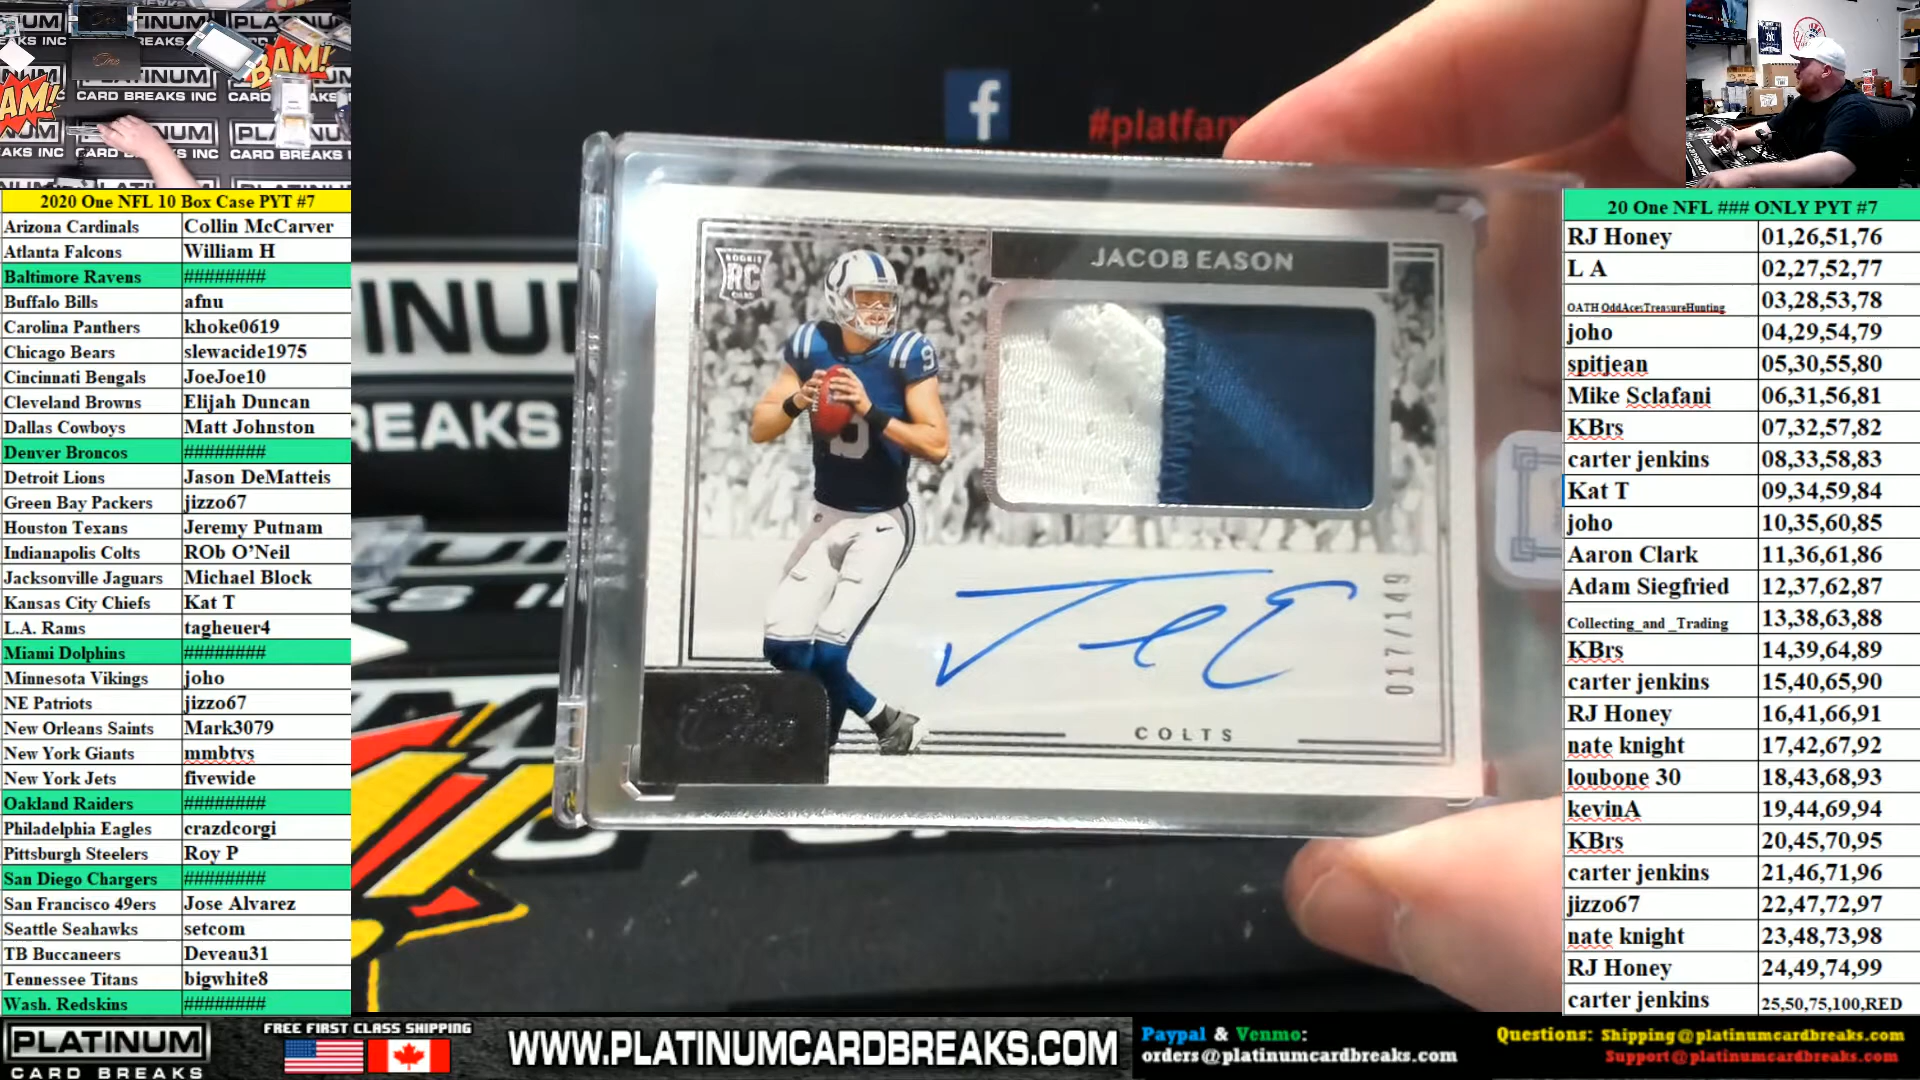 2020 One NFL 10 Box Case PYT #7
Arizona Cardinals Collin McCarver
Atlanta Falcons William H
Baltimore Ravens ########
Buffalo Bills afnu
Carolina Panthers khoke0619
Chicago Bears slewacide1975
Cincinnati Bengals JoeJoe10
Cleveland Browns Elijah Duncan
Dallas Cowboys Matt Johnston
Denver Broncos ########
Detroit Lions Jason DeMatteis
Green Bay Packers jizzo67
Houston Texans Jeremy Putnam
Indianapolis Colts ROb O'Neil
Jacksonville Jaguars Michael Block
Kansas City Chiefs Kat T
L.A. Rams tagheuer4
Miami Dolphins ########
Minnesota Vikings joho
NE Patriots jizzo67
New Orleans Saints Mark3079
New York Giants mmbtvs
New York Jets fivewide
Oakland Raiders ########
Philadelphia Eagles crazdcorgi
Pittsburgh Steelers Roy P
San Diego Chargers ########
San Francisco 49ers Jose Alvarez
Seattle Seahawks setcom
TB Buccaneers Deveau31
Tennessee Titans bigwhite8
Wash. Redskins ########
f #platfam
ROOKIE
RC
CARD
JACOB EASON
9
017/149
One
COLTS
BREAKS
20 One NFL ### ONLY PYT #7
RJ Honey 01,26,51,76
L A 02,27,52,77
OATH OddAcesTreasureHunting 03,28,53,78
joho 04,29,54,79
spitjean 05,30,55,80
Mike Sclafani 06,31,56,81
KBrs 07,32,57,82
carter jenkins 08,33,58,83
Kat T 09,34,59,84
joho 10,35,60,85
Aaron Clark 11,36,61,86
Adam Siegfried 12,37,62,87
Collecting_and _Trading 13,38,63,88
KBrs 14,39,64,89
carter jenkins 15,40,65,90
RJ Honey 16,41,66,91
nate knight 17,42,67,92
loubone 30 18,43,68,93
kevinA 19,44,69,94
KBrs 20,45,70,95
carter jenkins 21,46,71,96
jizzo67 22,47,72,97
nate knight 23,48,73,98
RJ Honey 24,49,74,99
carter jenkins 25,50,75,100,RED
PLATINUM
CARD BREAKS
FREE FIRST CLASS SHIPPING
WWW.PLATINUMCARDBREAKS.COM
Paypal & Venmo:
orders@platinumcardbreaks.com
Questions: Shipping@platinumcardbreaks.com
Support@platinumcardbreaks.com